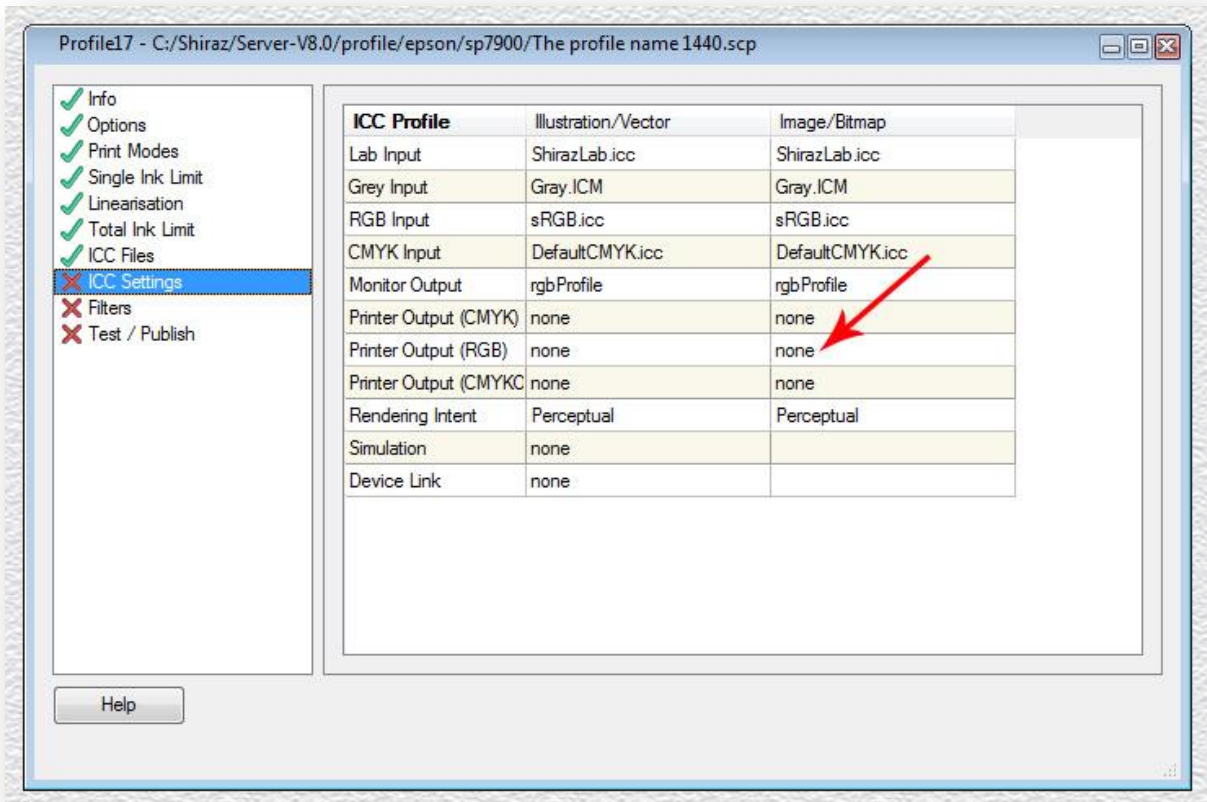 Profile17 - C:/Shiraz/Server-V8.0/profile/epson/sp7900/The profile name 1440.scp
Info
Options
Print Modes
Single Ink Limit
Linearisation
Total Ink Limit
ICC Files
ICC Settings
Filters
Test / Publish
ICC Profile Illustration/Vector Image/Bitmap
Lab Input ShirazLab.icc ShirazLab.icc
Grey Input Gray.ICM Gray.ICM
RGB Input sRGB.icc sRGB.icc
CMYK Input DefaultCMYK.icc DefaultCMYK.icc
Monitor Output rgbProfile rgbProfile
Printer Output (CMYK) none none
Printer Output (RGB) none none
Printer Output (CMYKO none none
Rendering Intent Perceptual Perceptual
Simulation none
Device Link none
Help